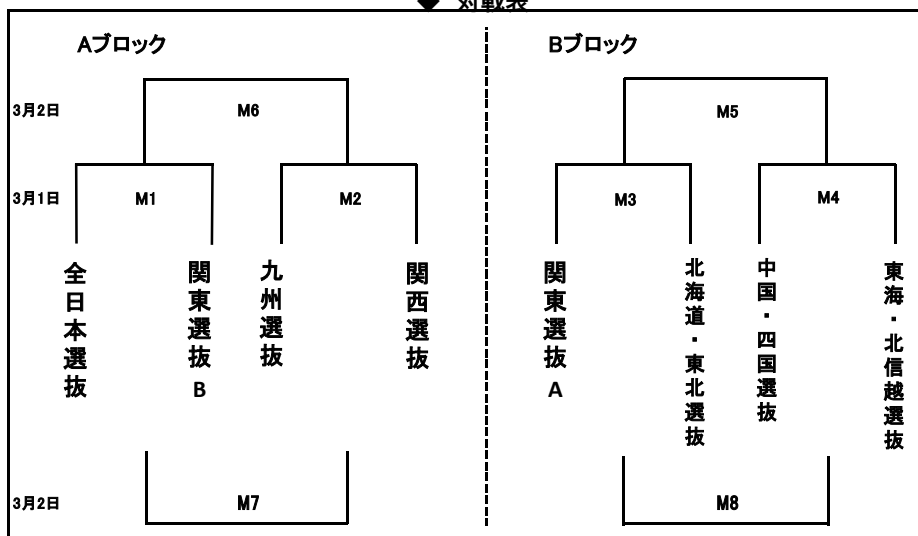 ◆ 対戦表
Aブロック
Bブロック
3月2日
M6
M5
3月1日
M1
M2
M3
M4
全日本選抜
関東選抜B
九州選抜
関西選抜
関東選抜A
北海道・東北選抜
中国・四国選抜
東海・北信越選抜
3月2日
M7
M8